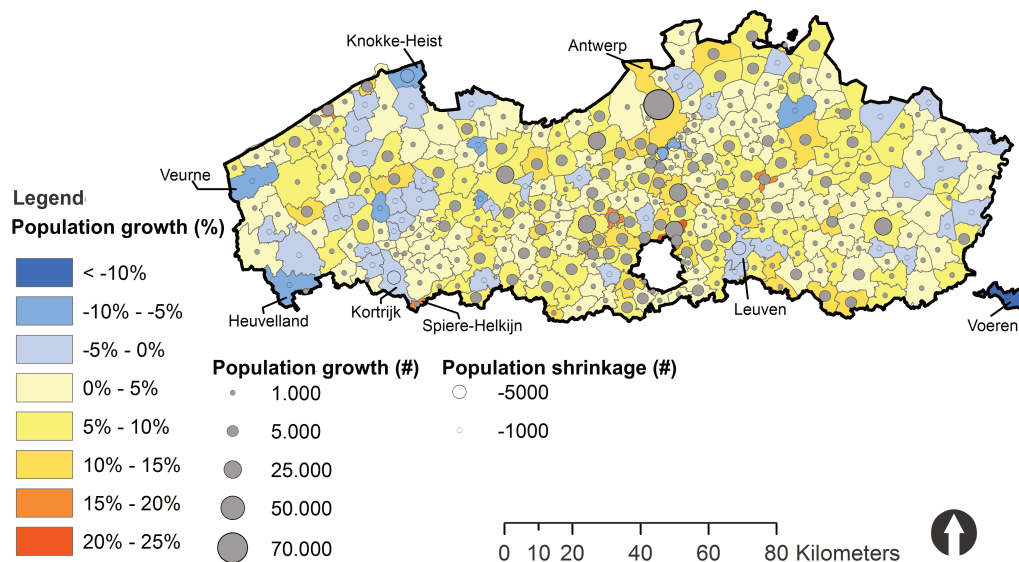 Knokke-Heist
Antwerp
Veurne
Heuvelland
Kortrijk
Spiere-Helkijn
Leuven
Voeren
Legend
Population growth (%)
< -10%
-10% - -5%
-5% - 0%
0% - 5%
5% - 10%
10% - 15%
15% - 20%
20% - 25%
Population growth (#)
1.000
5.000
25.000
50.000
70.000
Population shrinkage (#)
-5000
-1000
0 10 20 40 60 80 Kilometers